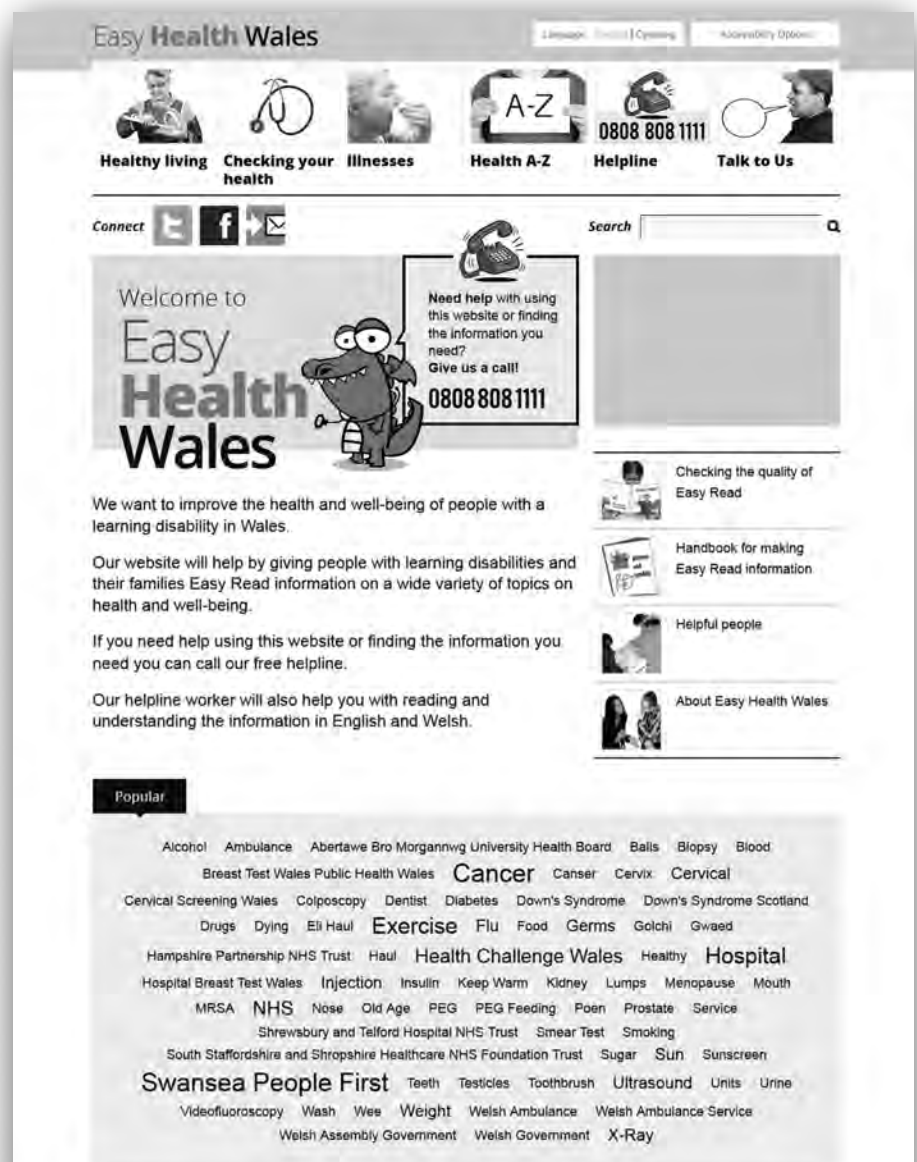 Easy Health Wales
Language: English | Cymraeg
Accessibility Options
A-Z
0808 808 1111
Healthy living
Checking your
health
Illnesses
Health A-Z
Helpline
Talk to Us
Connect
Search
Welcome to
Easy
Health
Wales
Need help with using
this website or finding
the information you
need?
Give us a call!
0808 808 1111
We want to improve the health and well-being of people with a
learning disability in Wales.
Our website will help by giving people with learning disabilities and
their families Easy Read information on a wide variety of topics on
health and well-being.
If you need help using this website or finding the information you
need you can call our free helpline.
Our helpline worker will also help you with reading and
understanding the information in English and Welsh.
Checking the quality of
Easy Read
Handbook for making
Easy Read information
Helpful people
About Easy Health Wales
Popular
Alcohol Ambulance Abertawe Bro Morgannwg University Health Board Balls Biopsy Blood
Breast Test Wales Public Health Wales Cancer Canser Cervix Cervical
Cervical Screening Wales Colposcopy Dentist Diabetes Down's Syndrome Down's Syndrome Scotland
Drugs Dying Eli Haul Exercise Flu Food Germs Golchi Gwaed
Hampshire Partnership NHS Trust Haul Health Challenge Wales Healthy Hospital
Hospital Breast Test Wales Injection Insulin Keep Warm Kidney Lumps Menopause Mouth
MRSA NHS Nose Old Age PEG PEG Feeding Poen Prostate Service
Shrewsbury and Telford Hospital NHS Trust Smear Test Smoking
South Staffordshire and Shropshire Healthcare NHS Foundation Trust Sugar Sun Sunscreen
Swansea People First Teeth Testicles Toothbrush Ultrasound Units Urine
Videofluoroscopy Wash Wee Weight Welsh Ambulance Welsh Ambulance Service
Welsh Assembly Government Welsh Government X-Ray